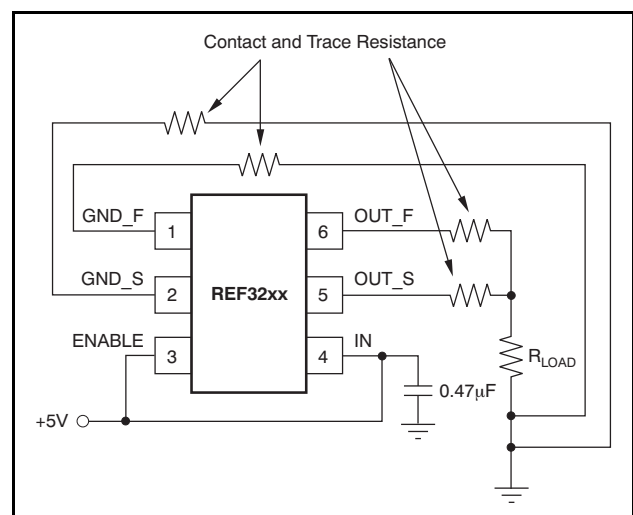 Contact and Trace Resistance
GND_F
1
6
OUT_F
GND_S
2
REF32xx
5
OUT_S
ENABLE
3
4
IN
R_LOAD
0.47μF
+5V